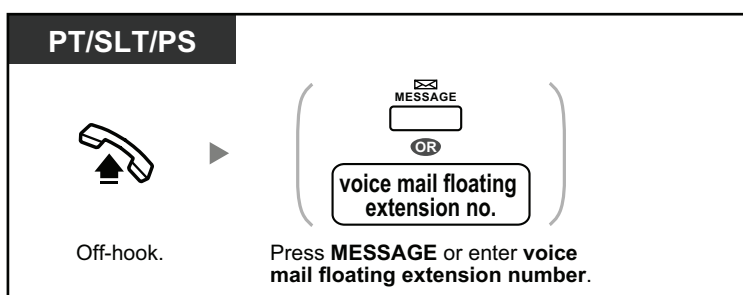 PT/SLT/PS
MESSAGE
OR
voice mail floating
extension no.
Off-hook.
Press MESSAGE or enter voice
mail floating extension number.